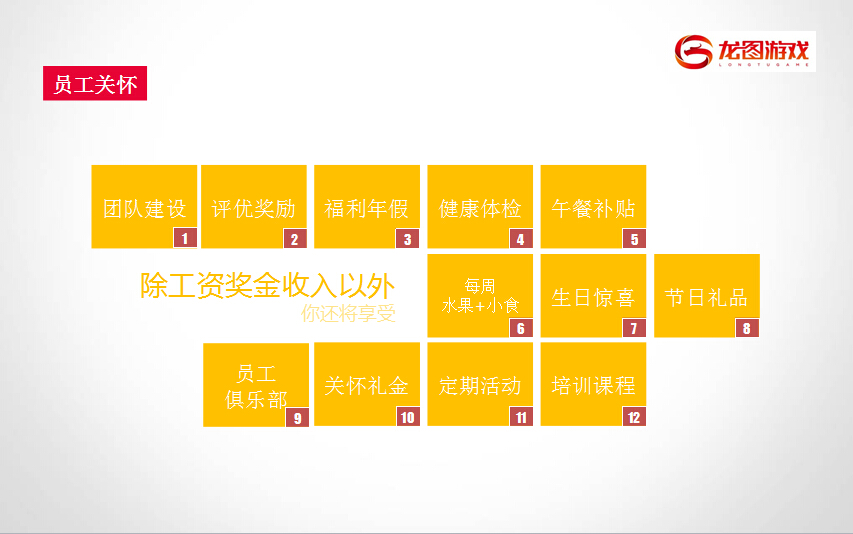 龙图游戏
LONGTUGAME
员工关怀
团队建设
1
评优奖励
2
福利年假
3
健康体检
4
午餐补贴
5
除工资奖金收入以外
你还将享受
每周
水果+小食
6
生日惊喜
7
节日礼品
8
员工
俱乐部
9
关怀礼金
10
定期活动
11
培训课程
12